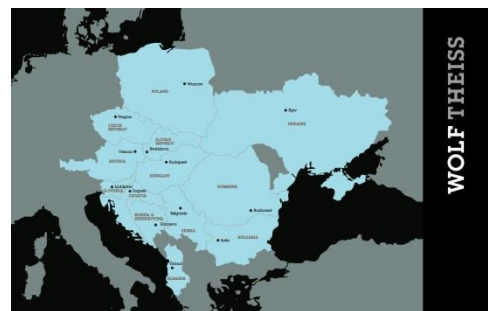 Warsaw
POLAND
Kyiv
UKRAINE
Prague
CZECH
REPUBLIC
SLOVAK
REPUBLIC
Bratislava
Vienna
AUSTRIA
Budapest
HUNGARY
Ljubljana
SLOVENIA
Zagreb
CROATIA
ROMANIA
Bucharest
BOSNIA &
HERZEGOVINA
Belgrade
Sarajevo
SERBIA
Sofia
BULGARIA
Tirana
ALBANIA
WOLF THEISS